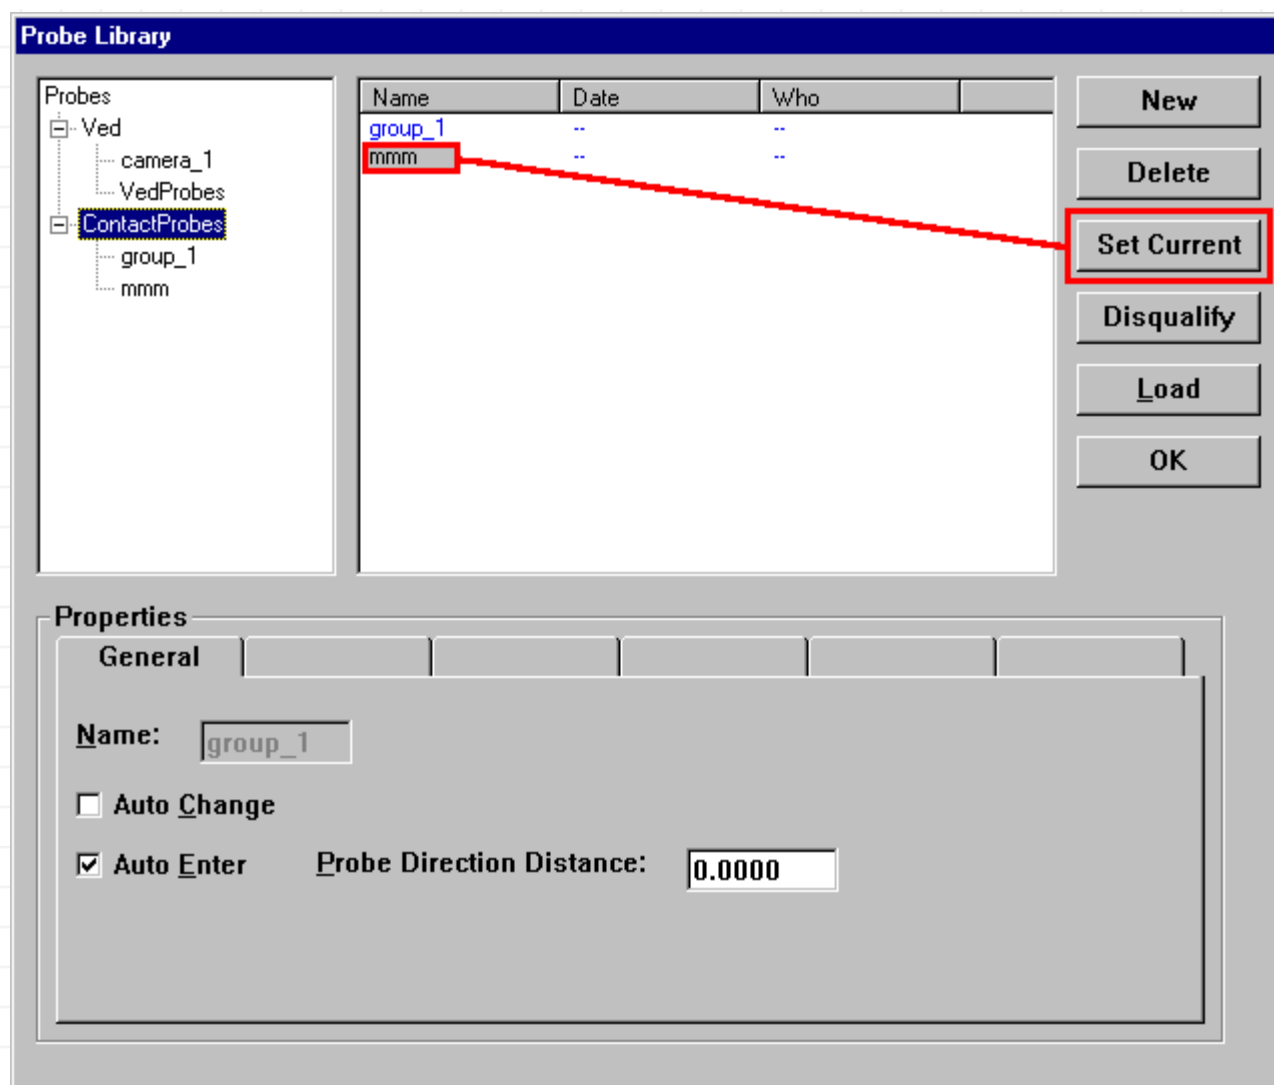 Probe Library
Probes
Ved
camera_1
VedProbes
ContactProbes
group_1
mmm
Name Date Who
group_1 -- --
mmm -- --
New
Delete
Set Current
Disqualify
Load
OK
Properties
General
Name: group_1
Auto Change
Auto Enter Probe Direction Distance: 0.0000